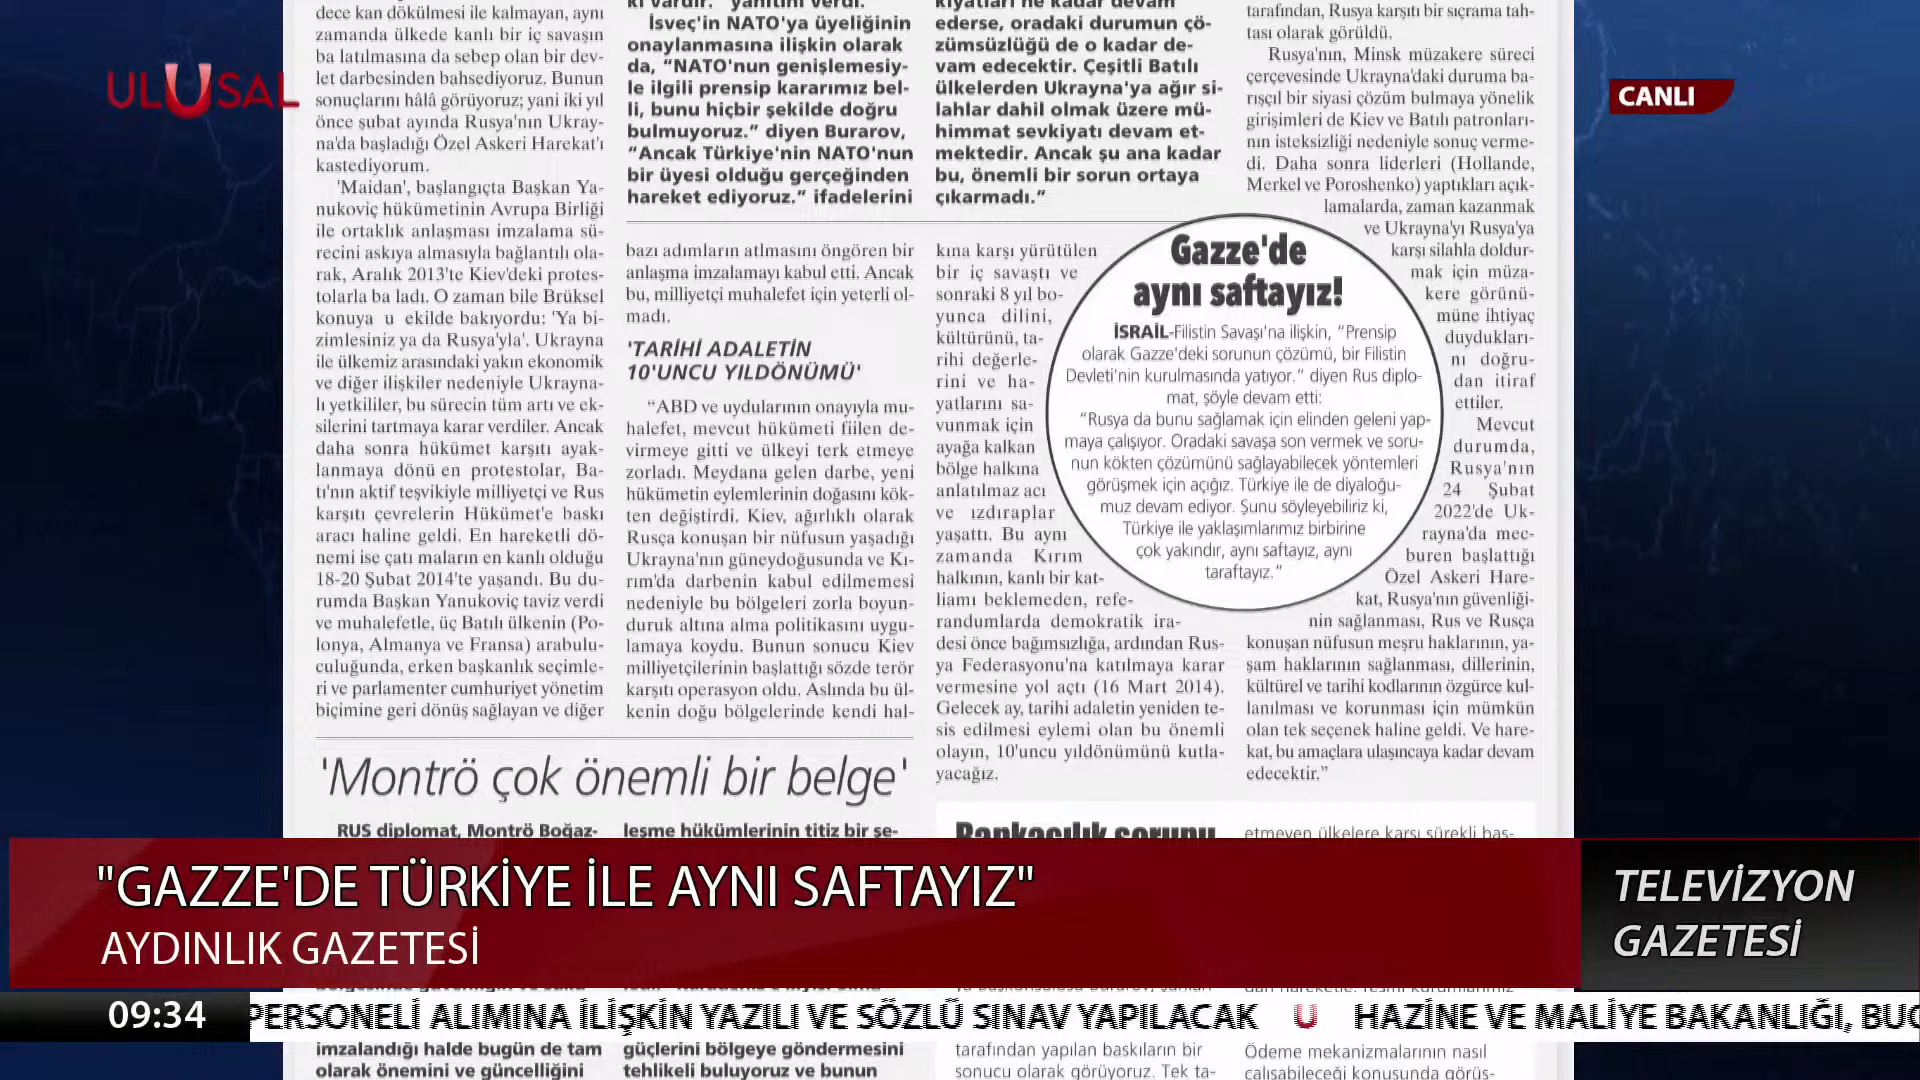 ULUSAL
CANLI
dece kan dökülmesi ile kalmayan, aynı
zamanda ülkede kanlı bir iç savaşın
ba latılmasına da sebep olan bir dev-
let darbesinden bahsediyoruz. Bunun
sonuçlarını hâlâ görüyoruz; yani iki yıl
önce şubat ayında Rusya'nın Ukray-
na'da başladığı Özel Askeri Harekat'ı
kastediyorum.
'Maidan', başlangıçta Başkan Ya-
nukoviç hükümetinin Avrupa Birliği
ile ortaklık anlaşması imzalama sü-
recini askıya almasıyla bağlantılı ola-
rak, Aralık 2013'te Kiev'deki protes-
tolarla ba ladı. O zaman bile Brüksel
konuya u ekilde bakıyordu: 'Ya bi-
zimlesiniz ya da Rusya'yla'. Ukrayna
ile ülkemiz arasındaki yakın ekonomik
ve diğer ilişkiler nedeniyle Ukrayna-
lı yetkililer, bu sürecin tüm artı ve ek-
silerini tartmaya karar verdiler. Ancak
daha sonra hükümet karşıtı ayak-
lanmaya dönü en protestolar, Ba-
tı'nın aktif teşvikiyle milliyetçi ve Rus
karşıtı çevrelerin Hükümet'e baskı
aracı haline geldi. En hareketli dö-
nemi ise çatı maların en kanlı olduğu
18-20 Şubat 2014'te yaşandı. Bu du-
rumda Başkan Yanukoviç taviz verdi
ve muhalefetle, üç Batılı ülkenin (Po-
lonya, Almanya ve Fransa) arabulu-
culuğunda, erken başkanlık seçimle-
ri ve parlamenter cumhuriyet yönetim
biçimine geri dönüş sağlayan ve diğer
ki vardır." yanıtını verdi.
İsveç'in NATO'ya üyeliğinin
onaylanmasına ilişkin olarak
da, “NATO'nun genişlemesiy-
le ilgili prensip kararımız bel-
li, bunu hiçbir şekilde doğru
bulmuyoruz.” diyen Burarov,
“Ancak Türkiye'nin NATO'nun
bir üyesi olduğu gerçeğinden
hareket ediyoruz.” ifadelerini
kıyatları ne kadar devam
ederse, oradaki durumun çö-
zümsüzlüğü de o kadar de-
vam edecektir. Çeşitli Batılı
ülkelerden Ukrayna'ya ağır si-
lahlar dahil olmak üzere mü-
himmat sevkiyatı devam et-
mektedir. Ancak şu ana kadar
bu, önemli bir sorun ortaya
çıkarmadı.”
bazı adımların atlmasını öngören bir
anlaşma imzalamayı kabul etti. Ancak
bu, milliyetçi muhalefet için yeterli ol-
madı.
'TARİHİ ADALETİN
10'UNCU YILDÖNÜMÜ'
“ABD ve uydularının onayıyla mu-
halefet, mevcut hükümeti fiilen de-
virmeye gitti ve ülkeyi terk etmeye
zorladı. Meydana gelen darbe, yeni
hükümetin eylemlerinin doğasını kök-
ten değiştirdi. Kiev, ağırlıklı olarak
Rusça konuşan bir nüfusun yaşadığı
Ukrayna'nın güneydoğusunda ve Kı-
rım'da darbenin kabul edilmemesi
nedeniyle bu bölgeleri zorla boyun-
duruk altına alma politikasını uygu-
lamaya koydu. Bunun sonucu Kiev
milliyetçilerinin başlattığı sözde terör
karşıtı operasyon oldu. Aslında bu ül-
kenin doğu bölgelerinde kendi hal-
kına karşı yürütülen
bir iç savaştı ve
sonraki 8 yıl bo-
yunca dilini,
kültürünü, ta-
rihi değerle-
rini ve ha-
yatlarını sa-
vunmak için
ayağa kalkan
bölge halkına
anlatılmaz acı
ve ızdıraplar
yaşattı. Bu aynı
zamanda Kırım
halkının, kanlı bir kat-
liamı beklemeden, refe-
randumlarda demokratik ira-
desi önce bağımsızlığa, ardından Rus-
ya Federasyonu'na katılmaya karar
vermesine yol açtı (16 Mart 2014).
Gelecek ay, tarihi adaletin yeniden te-
sis edilmesi eylemi olan bu önemli
olayın, 10'uncu yıldönümünü kutla-
yacağız.
Gazze'de
aynı saftayız!
İSRAİL-Filistin Savaşı'na ilişkin, “Prensip
olarak Gazze'deki sorunun çözümü, bir Filistin
Devleti'nin kurulmasında yatıyor.” diyen Rus diplo-
mat, şöyle devam etti:
“Rusya da bunu sağlamak için elinden geleni yap-
maya çalışıyor. Oradaki savaşa son vermek ve soru-
nun kökten çözümünü sağlayabilecek yöntemleri
görüşmek için açığız. Türkiye ile de diyaloğu-
muz devam ediyor. Şunu söyleyebiliriz ki,
Türkiye ile yaklaşımlarımız birbirine
çok yakındır, aynı saftayız, aynı
taraftayız.”
tarafından, Rusya karşıtı bir sıçrama tah-
tası olarak görüldü.
Rusya'nın, Minsk müzakere süreci
çerçevesinde Ukrayna'daki duruma ba-
rışçıl bir siyasi çözüm bulmaya yönelik
girişimleri de Kiev ve Batılı patronları-
nın isteksizliği nedeniyle sonuç verme-
di. Daha sonra liderleri (Hollande,
Merkel ve Poroshenko) yaptıkları açık-
lamalarda, zaman kazanmak
ve Ukrayna'yı Rusya'ya
karşı silahla doldur-
mak için müza-
kere görünü-
müne ihtiyaç
duydukları-
nı doğru-
dan itiraf
ettiler.
Mevcut
durumda,
Rusya'nın
24 Şubat
2022'de Uk-
rayna'da mec-
buren başlattığı
Özel Askeri Hare-
kat, Rusya'nın güvenliği-
nin sağlanması, Rus ve Rusça
konuşan nüfusun meşru haklarının, ya-
şam haklarının sağlanması, dillerinin,
kültürel ve tarihi kodlarının özgürce kul-
lanılması ve korunması için mümkün
olan tek seçenek haline geldi. Ve hare-
kat, bu amaçlara ulaşıncaya kadar devam
edecektir.”
'Montrö çok önemli bir belge'
RUS diplomat, Montrö Boğaz-
leşme hükümlerinin titiz bir şe-
Bankacılık sorunu
etmeyen ülkelere karşı sürekli bas-
"GAZZE'DE TÜRKİYE İLE AYNI SAFTAYIZ"
AYDINLIK GAZETESİ
TELEVİZYON
GAZETESİ
09:34
PERSONELİ ALIMINA İLİŞKİN YAZILI VE SÖZLÜ SINAV YAPILACAK U HAZİNE VE MALİYE BAKANLIĞI, BUG
imzalandığı halde bugün de tam
olarak önemini ve güncelliğini
güçlerini bölgeye göndermesini
tehlikeli buluyoruz ve bunun
tarafından yapılan baskıların bir
sonucu olarak görüyoruz. Tek ta-
Ödeme mekanizmalarının nasıl
çalışabileceği konusunda görüş-